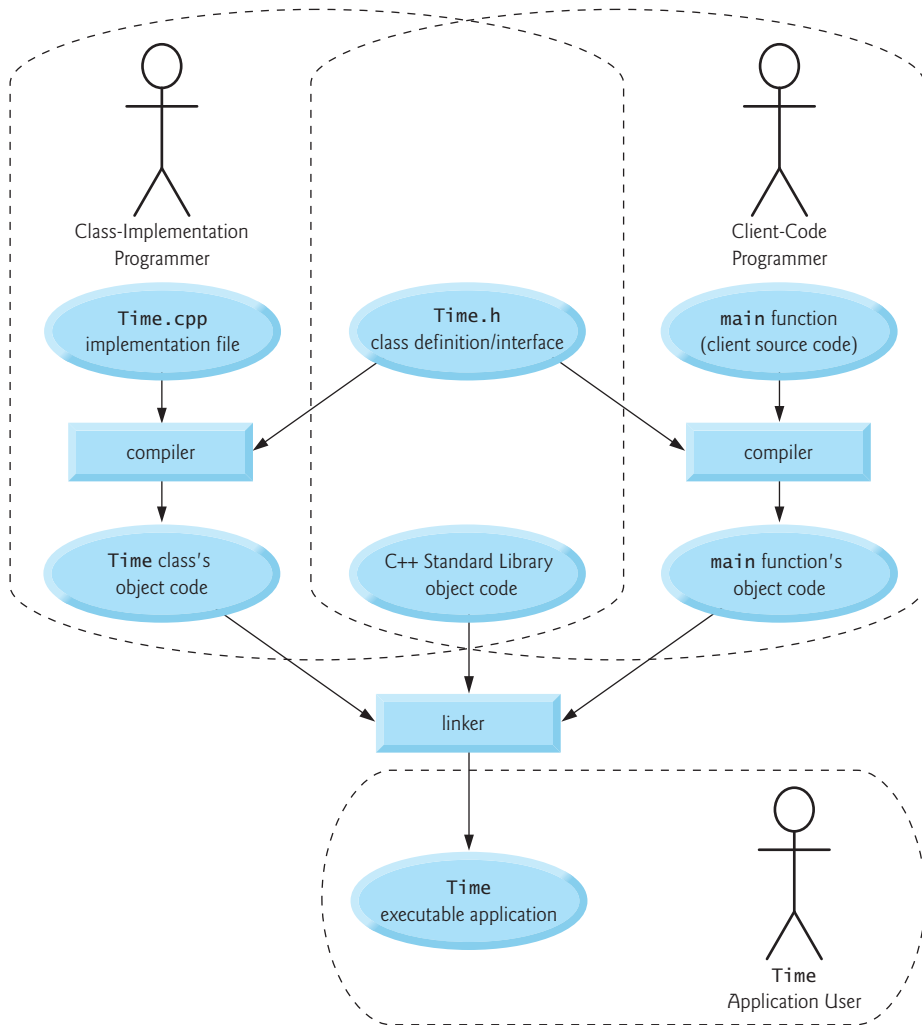 Class-Implementation
Programmer
Client-Code
Programmer
Time.cpp
implementation file
Time.h
class definition/interface
main function
(client source code)
compiler
compiler
Time class's
object code
C++ Standard Library
object code
main function's
object code
linker
Time
executable application
Time
Application User